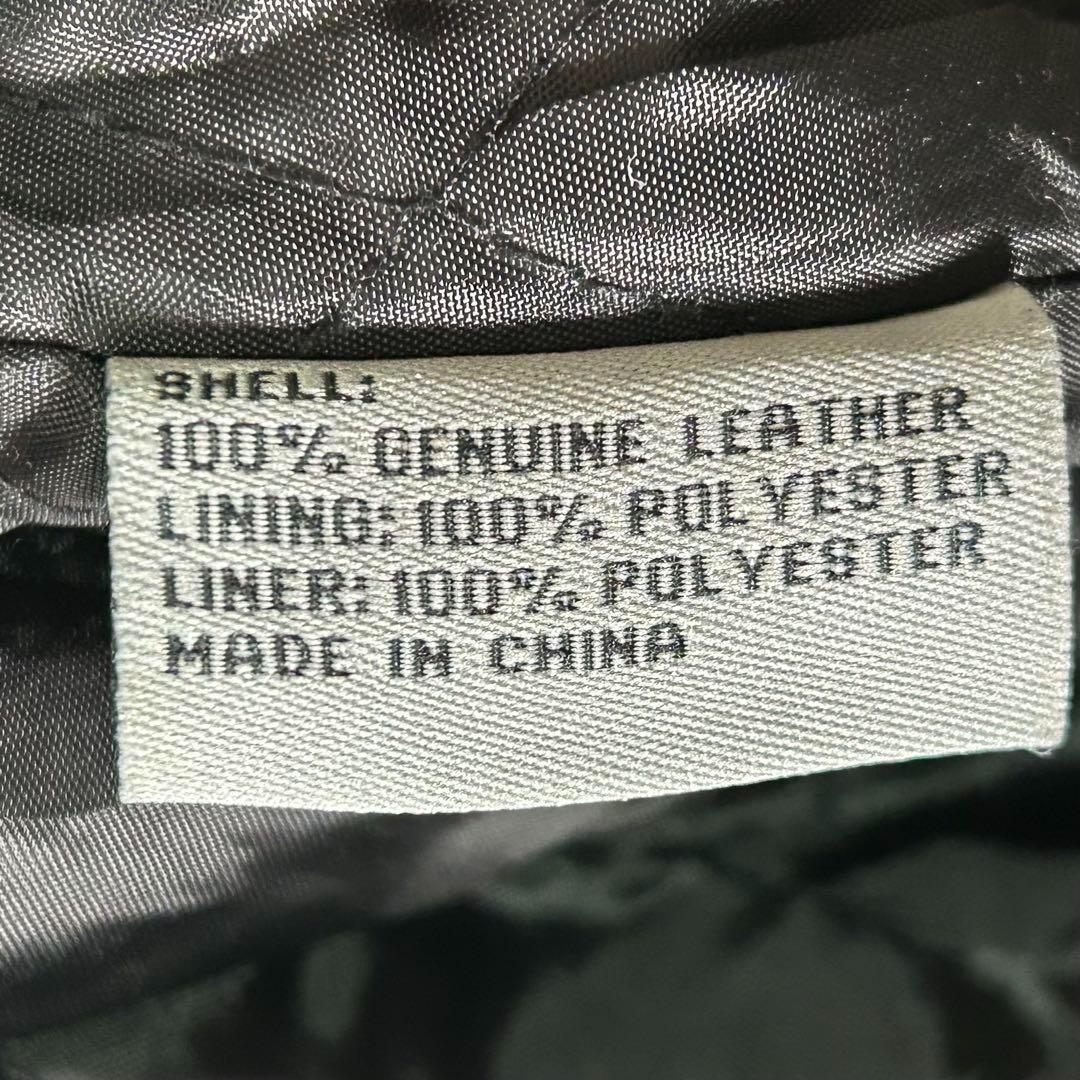 SHELL:
100% GENUINE LEATHER
LINING: 100% POLYESTER
LINER: 100% POLYESTER
MADE IN CHINA